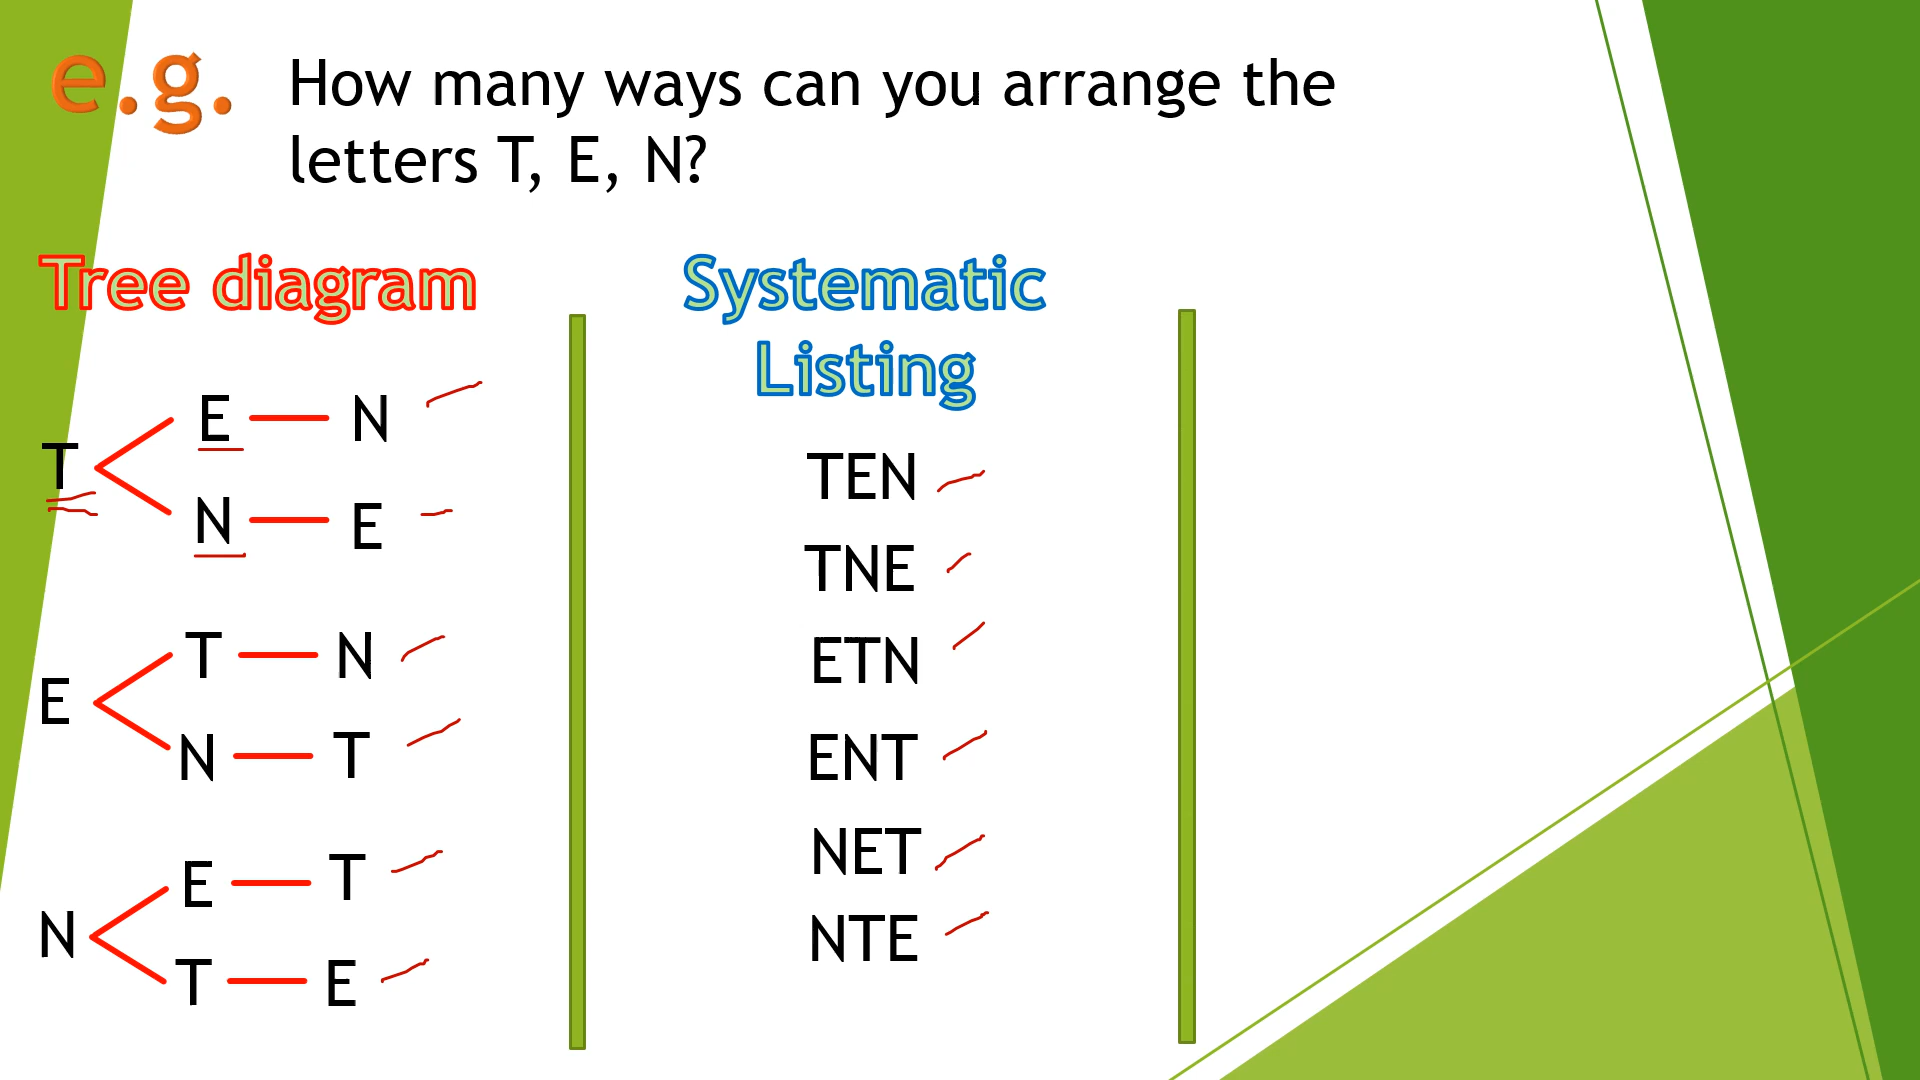 e.g. How many ways can you arrange the
letters T, E, N?
Tree diagram
E N
T
N E
T N
E
N T
E T
N
T E
Systematic
Listing
TEN
TNE
ETN
ENT
NET
NTE